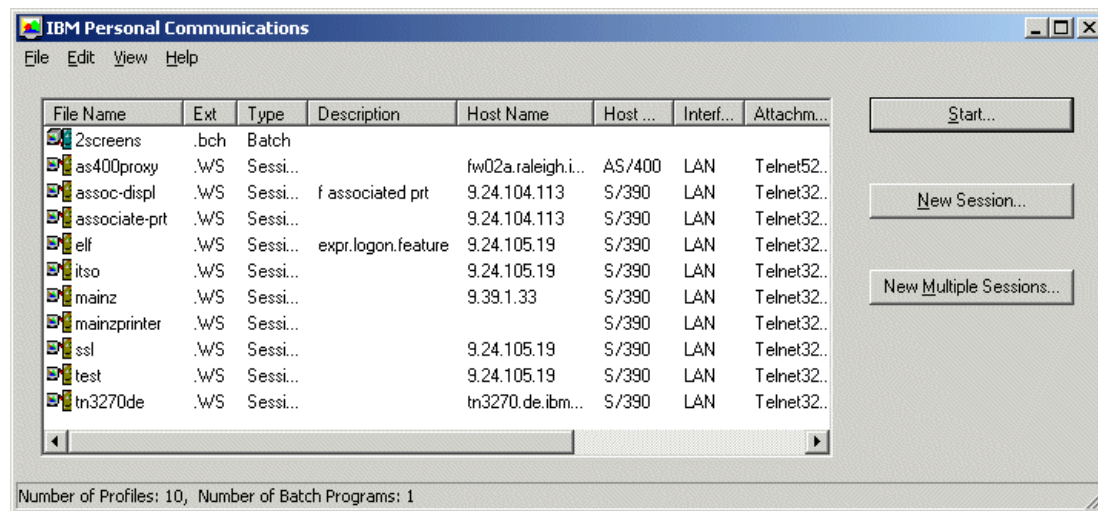 IBM Personal Communications
File Edit View Help
File Name Ext Type Description Host Name Host ... Interf... Attachm...
2screens .bch Batch
as400proxy .WS Sessi... fw02a.raleigh.i... AS/400 LAN Telnet52..
assoc-displ .WS Sessi... f associated prt 9.24.104.113 S/390 LAN Telnet32..
associate-prt .WS Sessi... 9.24.104.113 S/390 LAN Telnet32..
elf .WS Sessi... expr.logon.feature 9.24.105.19 S/390 LAN Telnet32..
itso .WS Sessi... 9.24.105.19 S/390 LAN Telnet32..
mainz .WS Sessi... 9.39.1.33 S/390 LAN Telnet32..
mainzprinter .WS Sessi... S/390 LAN Telnet32..
ssl .WS Sessi... 9.24.105.19 S/390 LAN Telnet32..
test .WS Sessi... 9.24.105.19 S/390 LAN Telnet32..
tn3270de .WS Sessi... tn3270.de.ibm... S/390 LAN Telnet32..
Start...
New Session...
New Multiple Sessions...
Number of Profiles: 10, Number of Batch Programs: 1